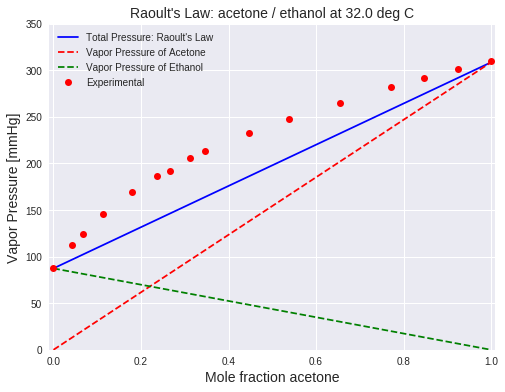 Raoult's Law: acetone / ethanol at 32.0 deg C
350
300
250
200
150
100
50
0
Vapor Pressure [mmHg]
Total Pressure: Raoult's Law
Vapor Pressure of Acetone
Vapor Pressure of Ethanol
Experimental
0.0 0.2 0.4 0.6 0.8 1.0
Mole fraction acetone